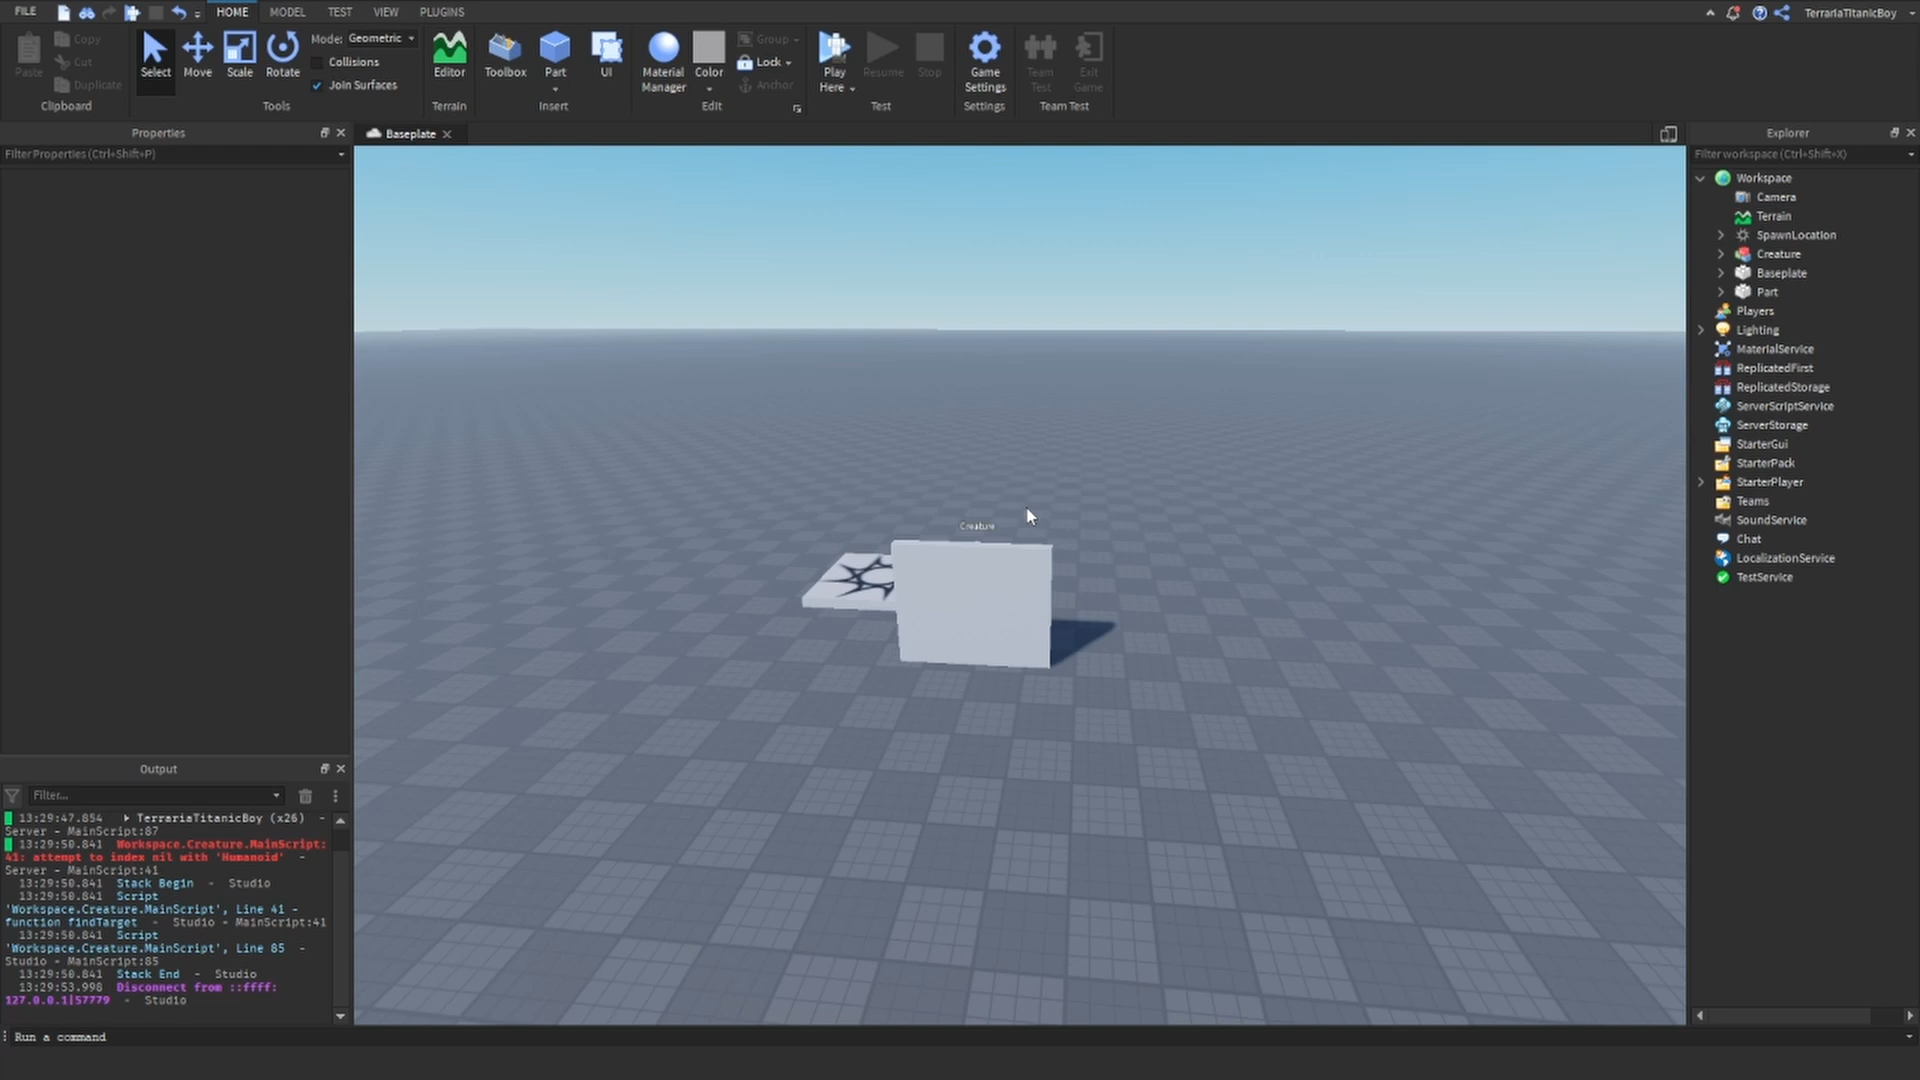 FILE
HOME
MODEL
TEST
VIEW
PLUGINS
TerrariaTitanicBoy
Paste
Copy
Cut
Duplicate
Clipboard
Select
Move
Scale
Rotate
Mode: Geometric
Collisions
Join Surfaces
Tools
Editor
Terrain
Toolbox
Part
UI
Insert
Material
Manager
Color
Group
Lock
Anchor
Edit
Play
Here
Resume
Stop
Test
Game
Settings
Settings
Team
Test
Exit
Game
Team Test
Properties
Filter Properties (Ctrl+Shift+P)
Baseplate
Creature
Explorer
Filter workspace (Ctrl+Shift+X)
Workspace
Camera
Terrain
SpawnLocation
Creature
Baseplate
Part
Players
Lighting
MaterialService
ReplicatedFirst
ReplicatedStorage
ServerScriptService
ServerStorage
StarterGui
StarterPack
StarterPlayer
Teams
SoundService
Chat
LocalizationService
TestService
Output
Filter...
13:29:47.854 TerrariaTitanicBoy (x26) -
Server - MainScript:87
13:29:50.841 Workspace.Creature.MainScript:
41: attempt to index nil with 'Humanoid' -
Server - MainScript:41
13:29:50.841 Stack Begin - Studio
13:29:50.841 Script
'Workspace.Creature.MainScript', Line 41 -
function findTarget - Studio - MainScript:41
13:29:50.841 Script
'Workspace.Creature.MainScript', Line 85 -
Studio - MainScript:85
13:29:50.841 Stack End - Studio
13:29:53.998 Disconnect from ::ffff:
127.0.0.1|57779 - Studio
Run a command